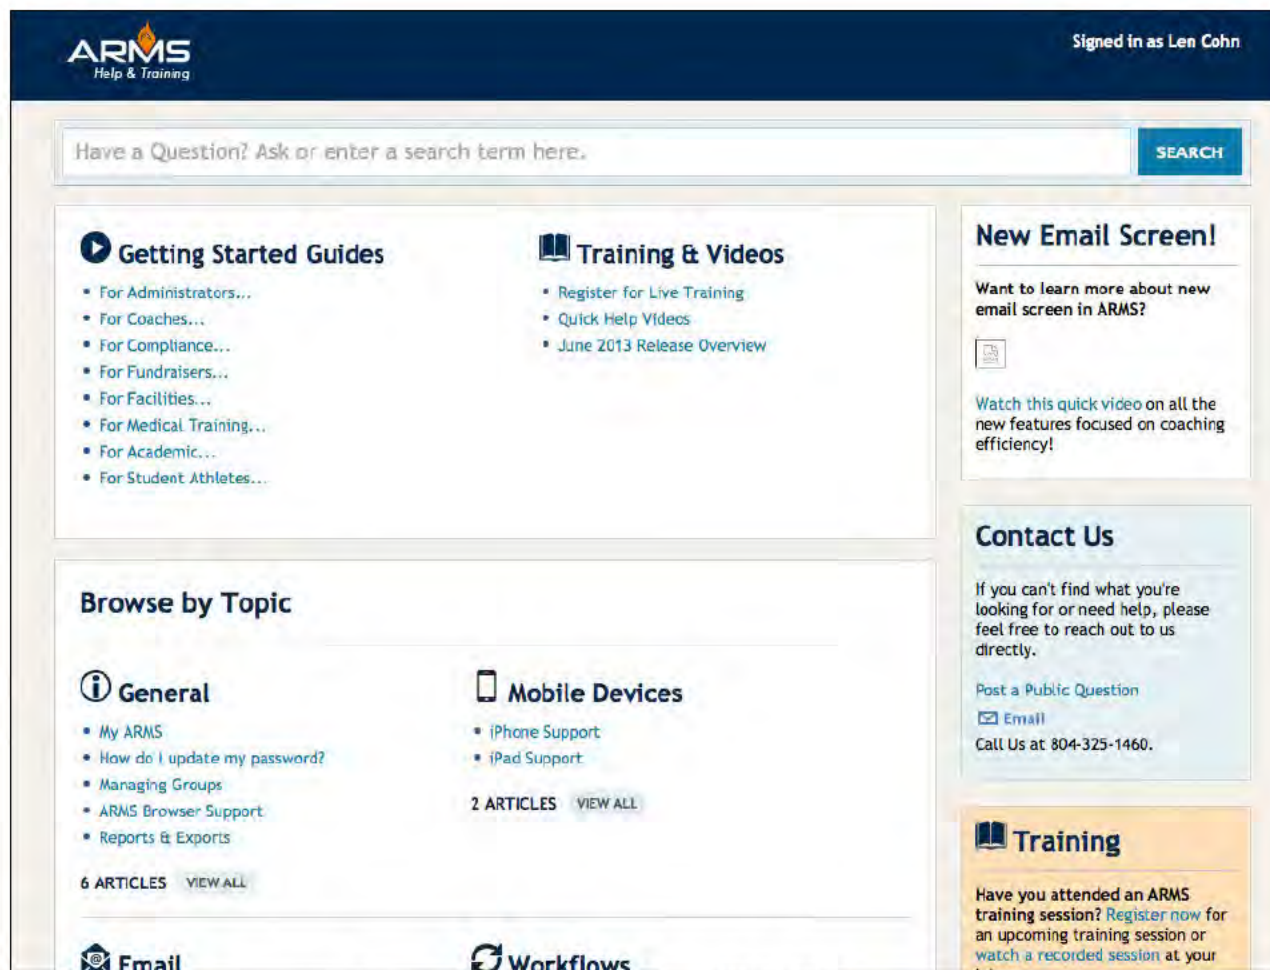 ARMS
Help & Training
Signed in as Len Cohn
Have a Question? Ask or enter a search term here.
SEARCH
Getting Started Guides
• For Administrators...
• For Coaches...
• For Compliance...
• For Fundraisers...
• For Facilities...
• For Medical Training...
• For Academic...
• For Student Athletes...
Training & Videos
• Register for Live Training
• Quick Help Videos
• June 2013 Release Overview
New Email Screen!
Want to learn more about new
email screen in ARMS?
Watch this quick video on all the
new features focused on coaching
efficiency!
Contact Us
If you can't find what you're
looking for or need help, please
feel free to reach out to us
directly.
Post a Public Question
Email
Call Us at 804-325-1460.
Browse by Topic
General
• My ARMS
• How do I update my password?
• Managing Groups
• ARMS Browser Support
• Reports & Exports
6 ARTICLES VIEW ALL
Mobile Devices
• iPhone Support
• iPad Support
2 ARTICLES VIEW ALL
Training
Have you attended an ARMS
training session? Register now for
an upcoming training session or
watch a recorded session at your
Email
Workflows